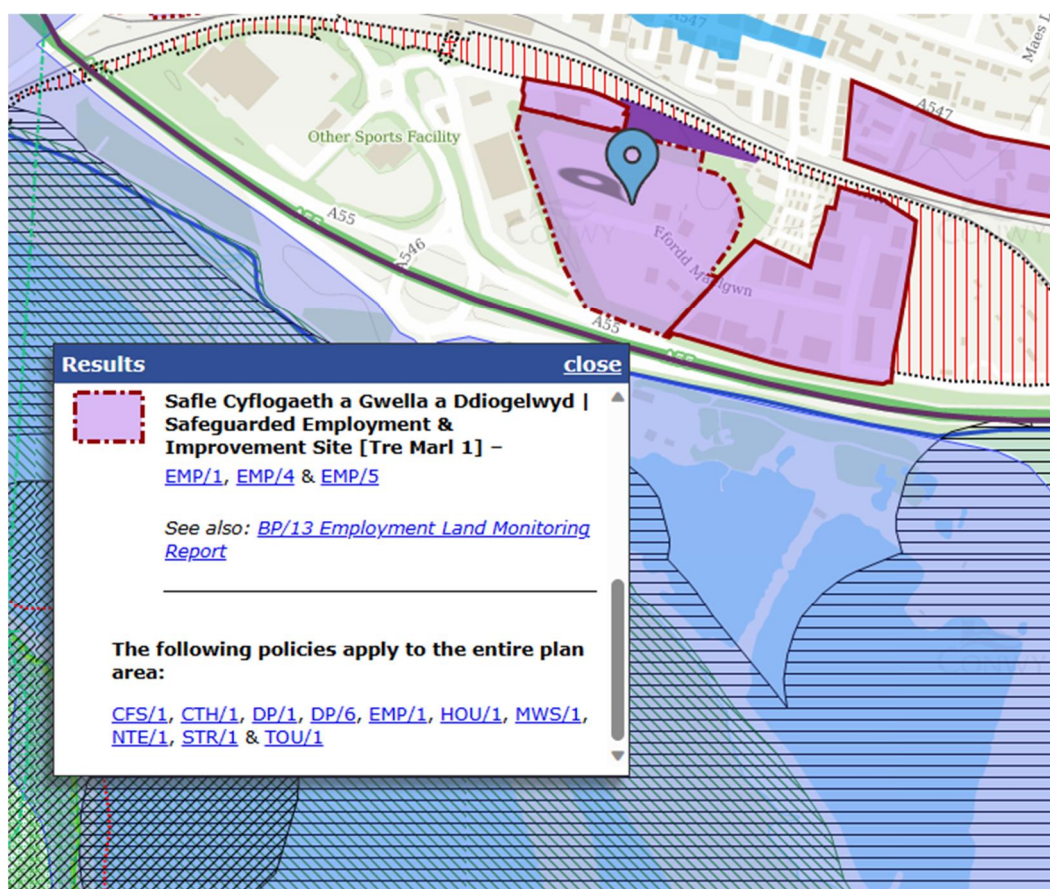 A547
Maes
A547
Other Sports Facility
A55
A546
CONWY
CONWY
Ffordd Maelgwn
A55
Results
close
Safle Cyflogaeth a Gwella a Ddiogelwyd |
Safeguarded Employment &
Improvement Site [Tre Marl 1] –
EMP/1, EMP/4 & EMP/5
See also: BP/13 Employment Land Monitoring
Report
The following policies apply to the entire plan
area:
CFS/1, CTH/1, DP/1, DP/6, EMP/1, HOU/1, MWS/1,
NTE/1, STR/1 & TOU/1
CONWY